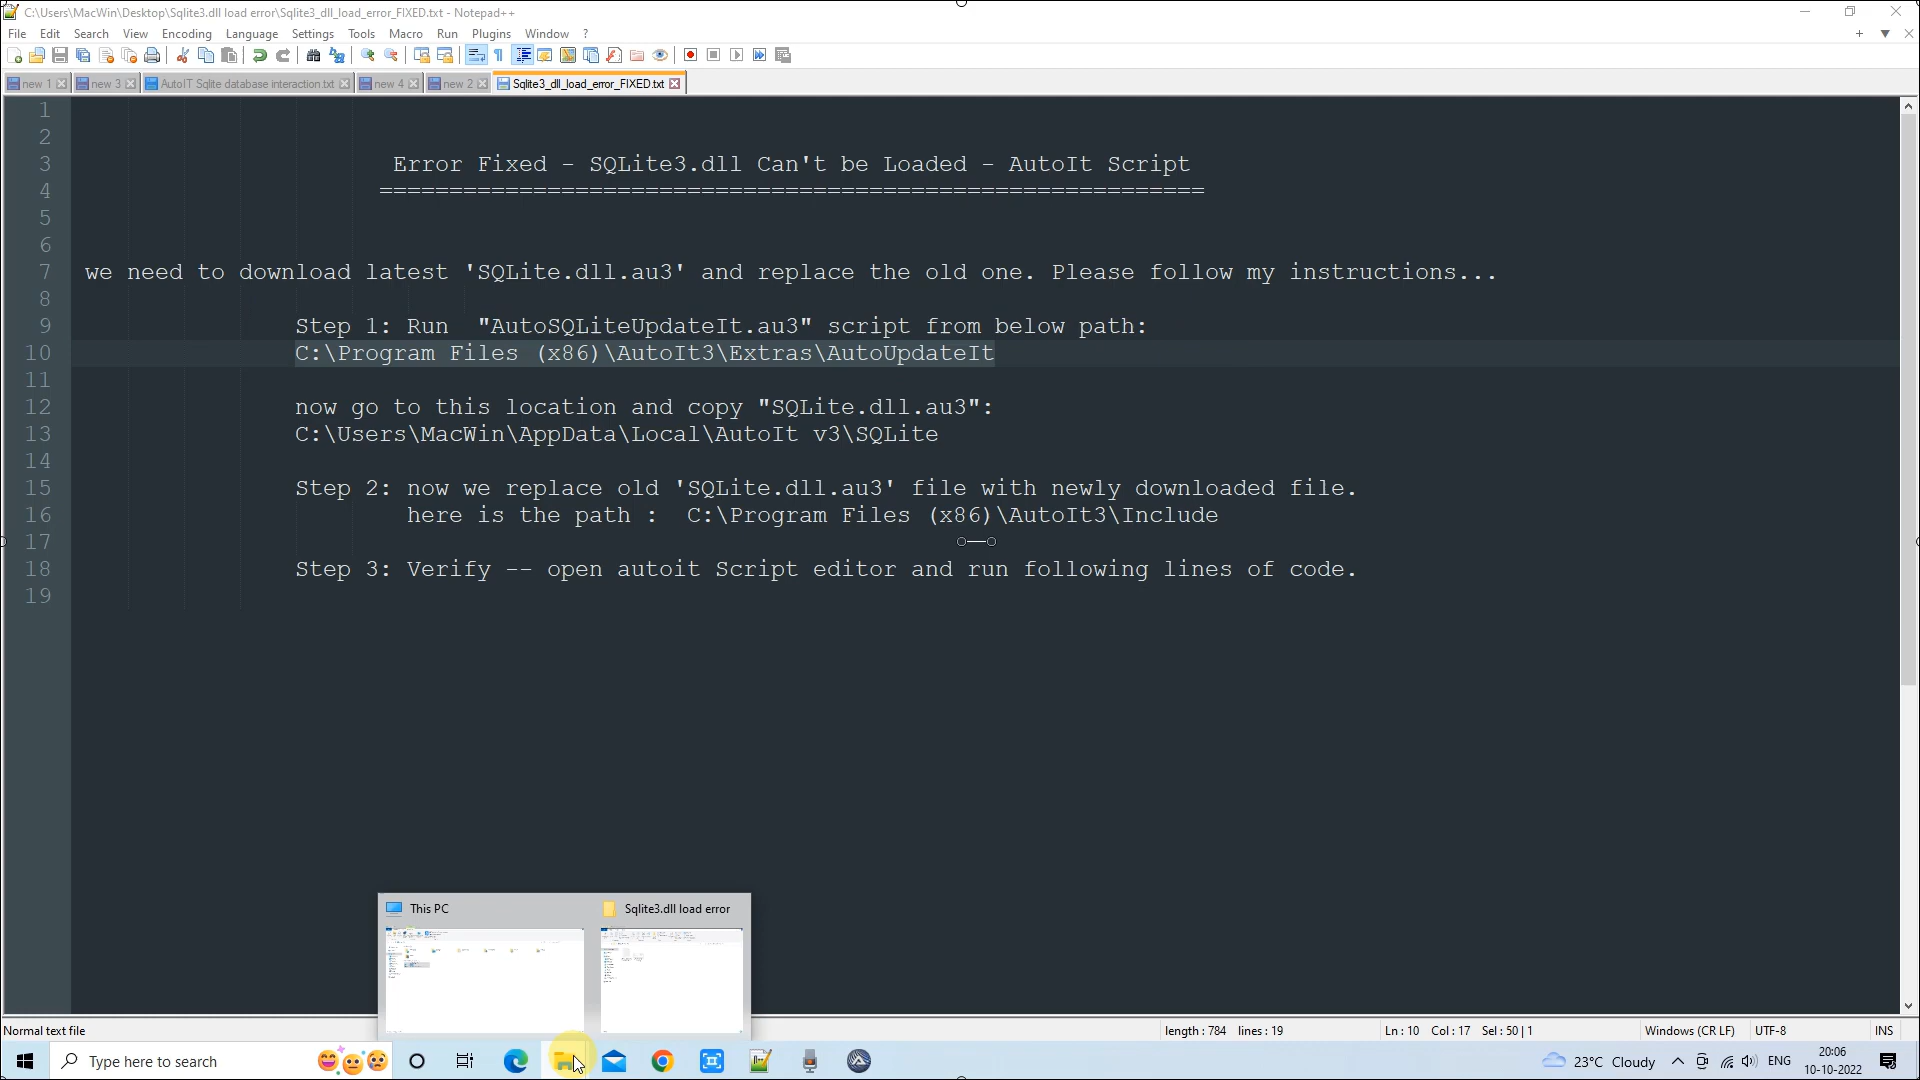 C:\Users\MacWin\Desktop\Sqlite3.dll load error\Sqlite3_dll_load_error_FIXED.txt - Notepad++
File Edit Search View Encoding Language Settings Tools Macro Run Plugins Window ?
new 1 new 3 AutoIT Sqlite database interaction.txt new 4 new 2 Sqlite3_dll_load_error_FIXED.txt
1
2
3 Error Fixed - SQLite3.dll Can't be Loaded - AutoIt Script
4 ===========================================================
5
6
7 we need to download latest 'SQLite.dll.au3' and replace the old one. Please follow my instructions...
8
9 Step 1: Run "AutoSQLiteUpdateIt.au3" script from below path:
10 C:\Program Files (x86)\AutoIt3\Extras\AutoUpdateIt
11
12 now go to this location and copy "SQLite.dll.au3":
13 C:\Users\MacWin\AppData\Local\AutoIt v3\SQLite
14
15 Step 2: now we replace old 'SQLite.dll.au3' file with newly downloaded file.
16 here is the path : C:\Program Files (x86)\AutoIt3\Include
17
18 Step 3: Verify -- open autoit Script editor and run following lines of code.
19
This PC Sqlite3.dll load error
Normal text file length : 784 lines : 19 Ln : 10 Col : 17 Sel : 50 | 1 Windows (CR LF) UTF-8 INS
Type here to search 23°C Cloudy ENG 20:06
10-10-2022